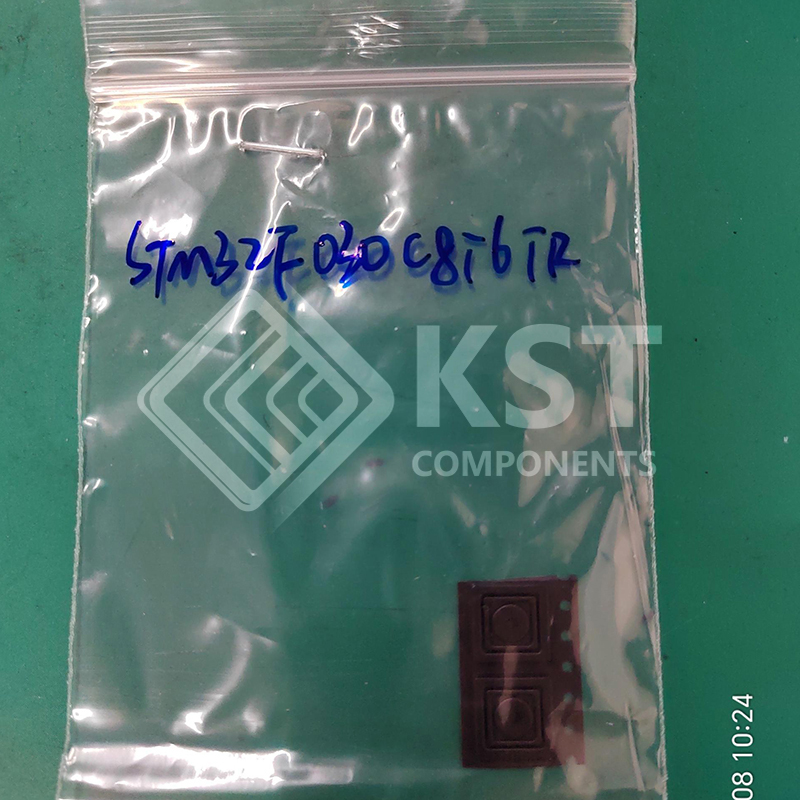 STM32F030C8T6TR
KST
COMPONENTS
08 10:24